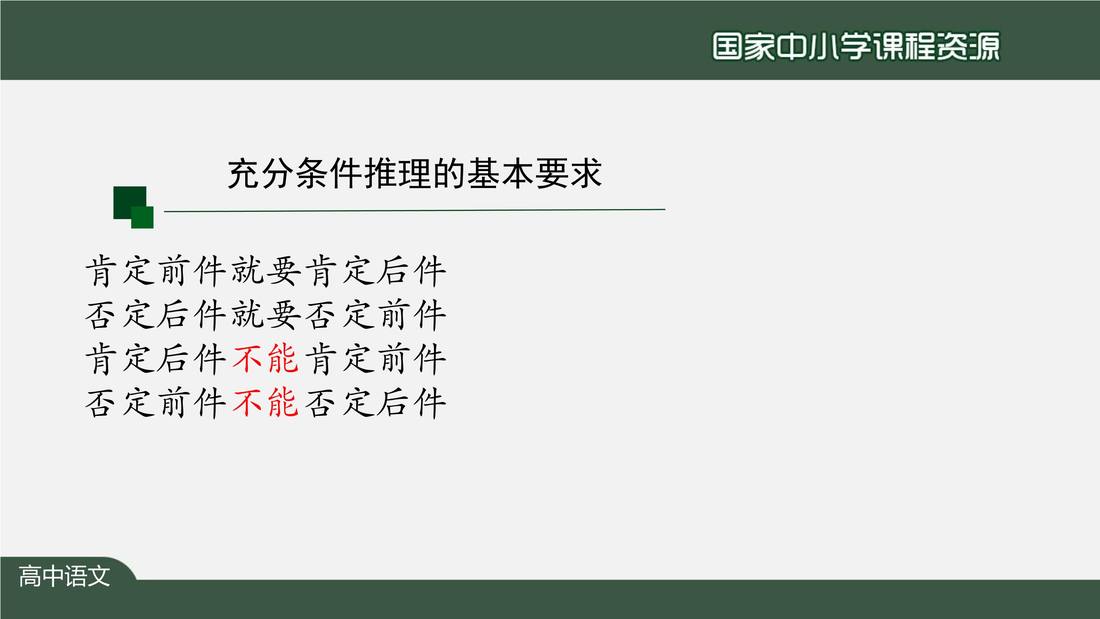 国家中小学课程资源
充分条件推理的基本要求
肯定前件就要肯定后件
否定后件就要否定前件
肯定后件不能肯定前件
否定前件不能否定后件
高中语文